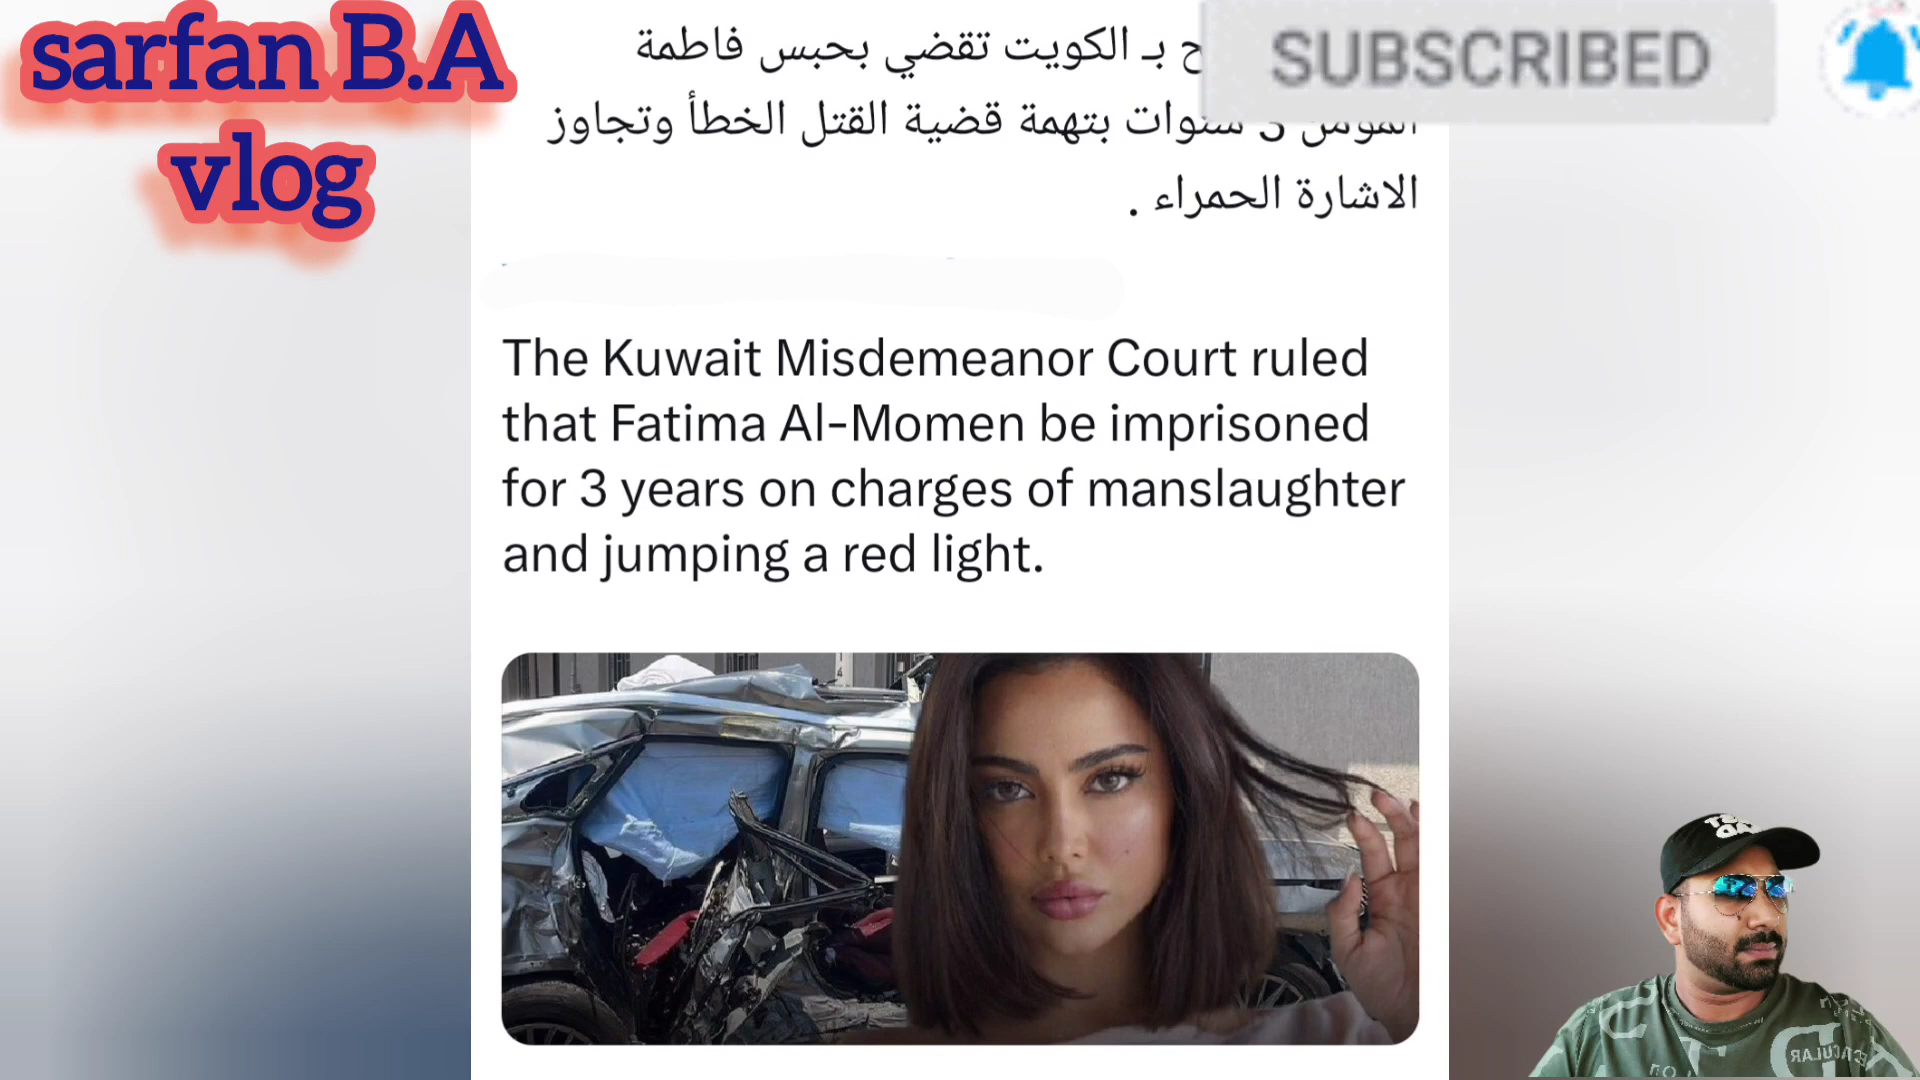 sarfan B.A
vlog
SUBSCRIBED
بـ الكويت تقضي بحبس فاطمة
المؤمن 3 سنوات بتهمة قضية القتل الخطأ وتجاوز
الاشارة الحمراء .
The Kuwait Misdemeanor Court ruled
that Fatima Al-Momen be imprisoned
for 3 years on charges of manslaughter
and jumping a red light.